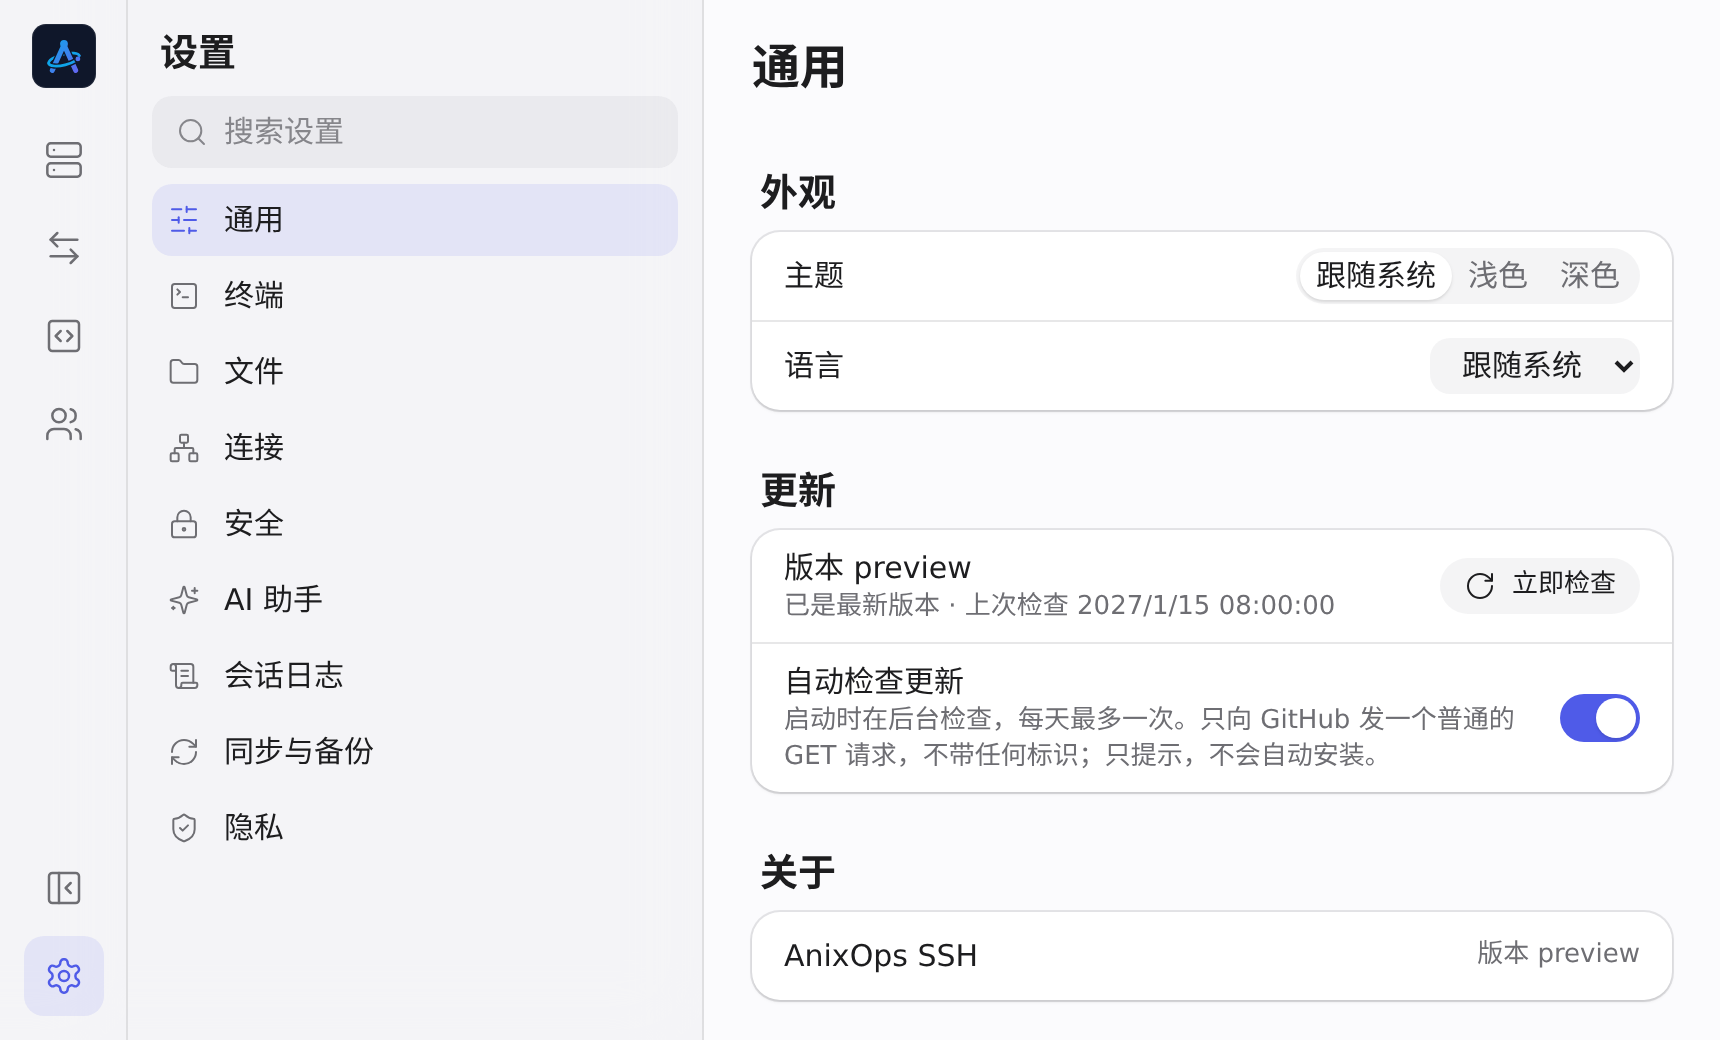 设置
搜索设置
通用
终端
文件
连接
安全
AI 助手
会话日志
同步与备份
隐私
通用
外观
主题
跟随系统 浅色 深色
语言
跟随系统
更新
版本 preview
已是最新版本 · 上次检查 2027/1/15 08:00:00
立即检查
自动检查更新
启动时在后台检查，每天最多一次。只向 GitHub 发一个普通的
GET 请求，不带任何标识；只提示，不会自动安装。
关于
AnixOps SSH
版本 preview